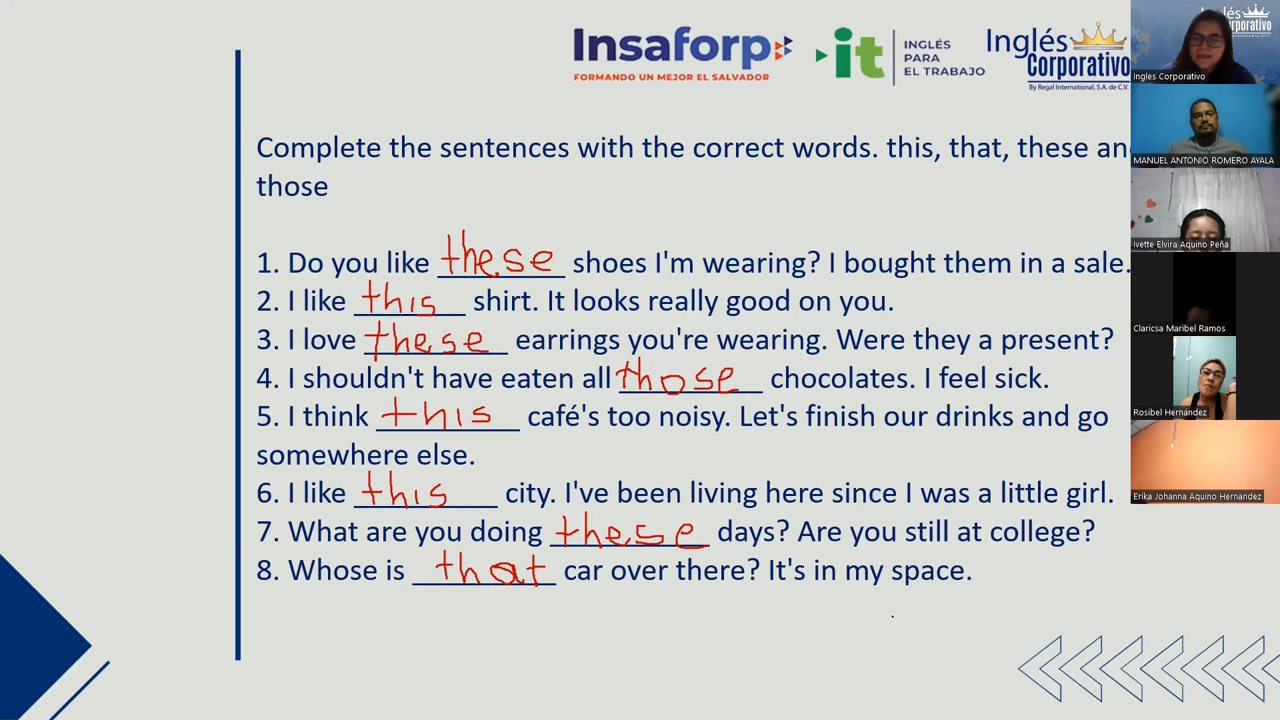 Insaforp
FORMANDO UN MEJOR EL SALVADOR
it
INGLÉS
PARA
EL TRABAJO
Inglés
Corporativo
By Regal International, S.A. de C.V.
Complete the sentences with the correct words. this, that, these an
those
1. Do you like these shoes I'm wearing? I bought them in a sale.
2. I like this shirt. It looks really good on you.
3. I love these earrings you're wearing. Were they a present?
4. I shouldn't have eaten all those chocolates. I feel sick.
5. I think this café's too noisy. Let's finish our drinks and go
somewhere else.
6. I like this city. I've been living here since I was a little girl.
7. What are you doing these days? Are you still at college?
8. Whose is that car over there? It's in my space.
Ingles Corporativo
MANUEL ANTONIO ROMERO AYALA
Ivette Elvira Aquino Peña
Claricsa Maribel Ramos
Rosibel Hernández
Erika Johanna Aquino Hernandez